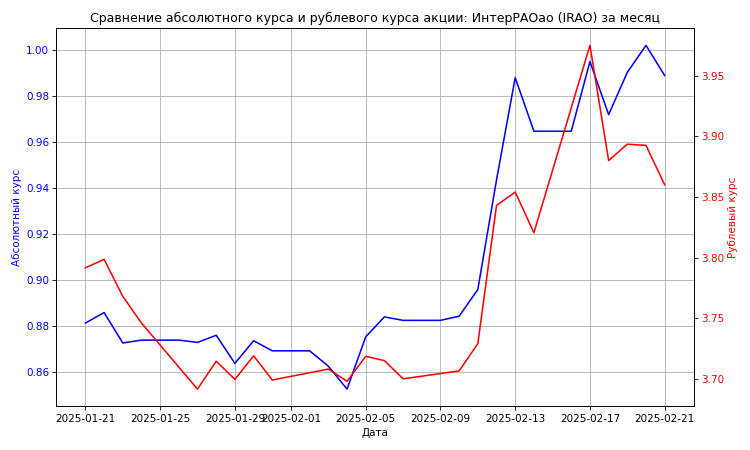 Сравнение абсолютного курса и рублевого курса акции: ИнтерРАОао (IRAO) за месяц
1.00
0.98
0.96
0.94
0.92
0.90
0.88
0.86
Абсолютный курс
3.95
3.90
3.85
3.80
3.75
3.70
Рублевый курс
2025-01-21 2025-01-25 2025-01-29 2025-02-01 2025-02-05 2025-02-09 2025-02-13 2025-02-17 2025-02-21
Дата